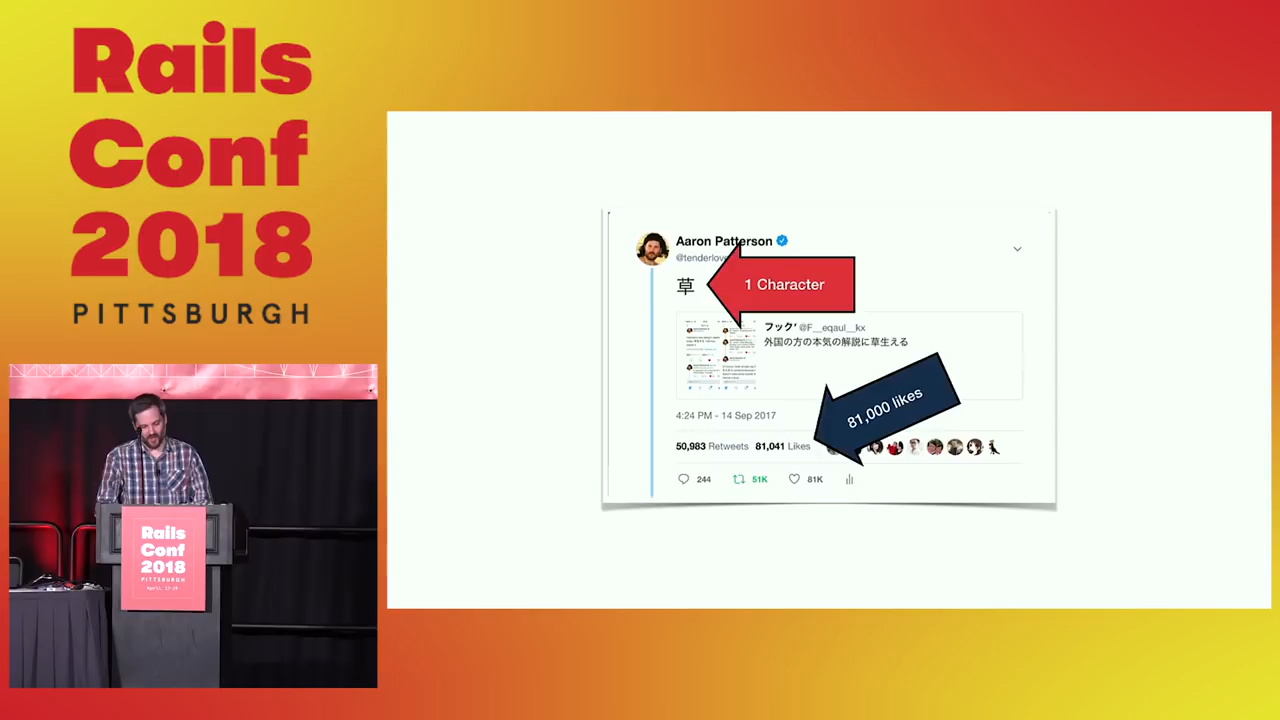 Rails
Conf
2018
PITTSBURGH
Aaron Patterson
@tenderlove
草
1 Character
フック' @F__eqaul__kx
外国の方の本気の解説に草生える
81,000 likes
4:24 PM - 14 Sep 2017
50,983 Retweets 81,041 Likes
244 51K 81K
Rails
Conf
2018
PITTSBURGH